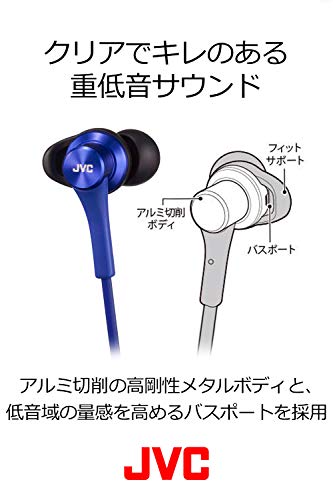 クリアでキレのある
重低音サウンド
JVC
フィット
サポート
アルミ切削
ボディ
バスポート
アルミ切削の高剛性メタルボディと、
低音域の量感を高めるバスポートを採用
JVC